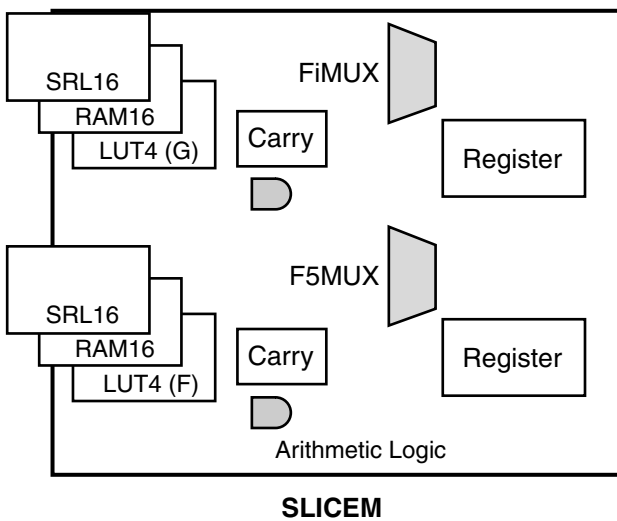 SRL16
RAM16
LUT4 (G)
Carry
FiMUX
Register
SRL16
RAM16
LUT4 (F)
Carry
F5MUX
Register
Arithmetic Logic
SLICEM